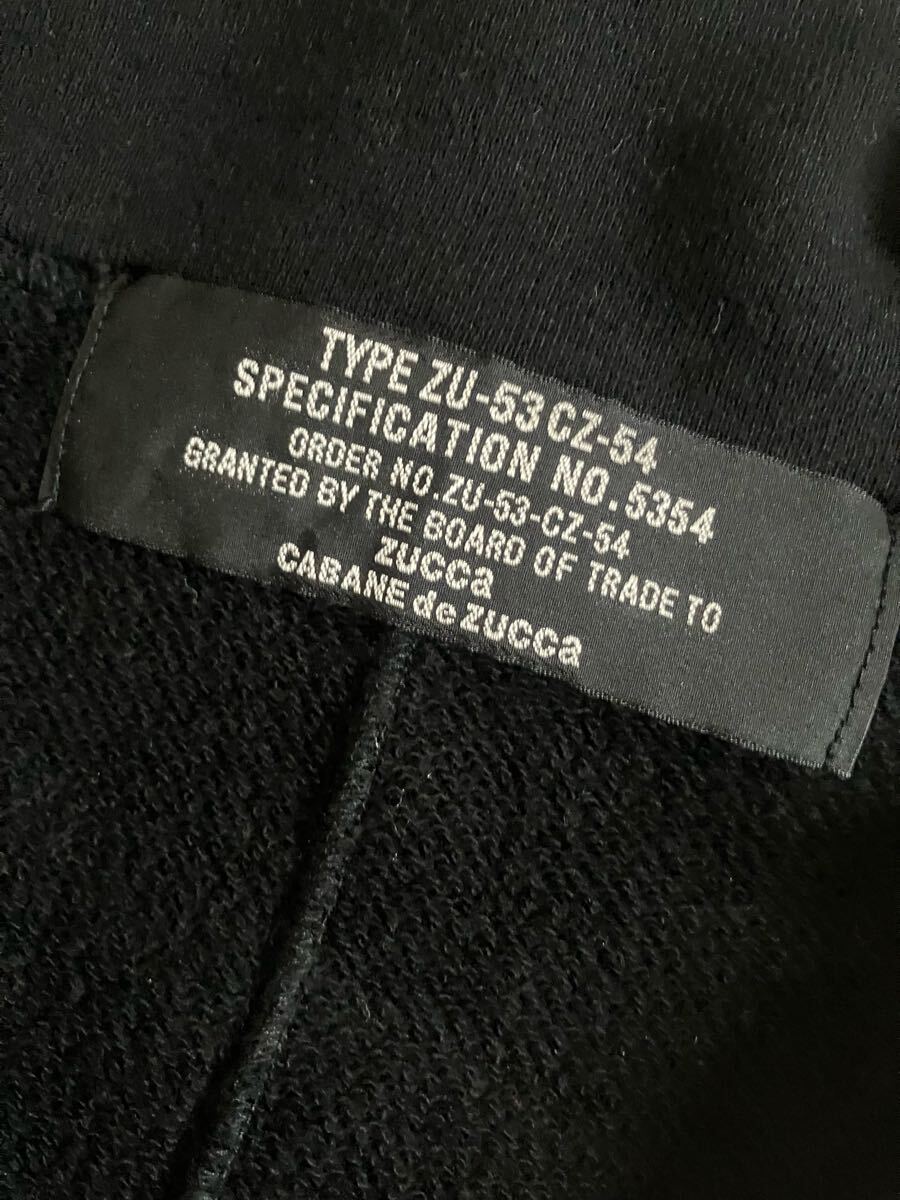 TYPE ZU-53 CZ-54
SPECIFICATION NO.5354
ORDER NO.ZU-53-CZ-54
GRANTED BY THE BOARD OF TRADE TO
zucca
CABANE de zucca